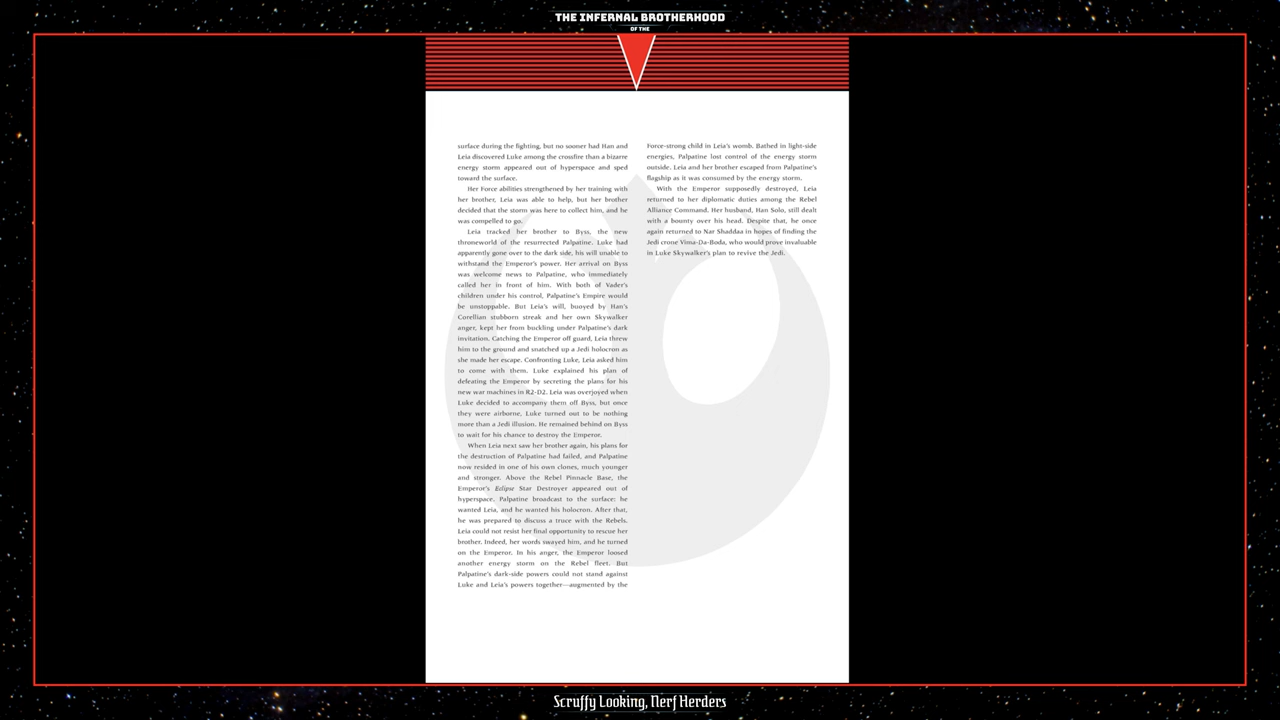 THE INFERNAL BROTHERHOOD
OF THE
surface during the fighting, but no sooner had Han and
Leia discovered Luke among the crossfire than a bizarre
energy storm appeared out of hyperspace and sped
toward the surface.
Her Force abilities strengthened by her training with
her brother, Leia was able to help, but her brother
decided that the storm was here to collect him, and he
was compelled to go.
Leia tracked her brother to Byss, the new
throneworld of the resurrected Palpatine. Luke had
apparently gone over to the dark side, his will unable to
withstand the Emperor's power. Her arrival on Byss
was welcome news to Palpatine, who immediately
called her in front of him. With both of Vader's
children under his control, Palpatine's Empire would
be unstoppable. But Leia's will, buoyed by Han's
Corellian stubborn streak and her own Skywalker
anger, kept her from buckling under Palpatine's dark
invitation. Catching the Emperor off guard, Leia threw
him to the ground and snatched up a Jedi holocron as
she made her escape. Confronting Luke, Leia asked him
to come with them. Luke explained his plan of
defeating the Emperor by secreting the plans for his
new war machines in R2-D2. Leia was overjoyed when
Luke decided to accompany them off Byss, but once
they were airborne, Luke turned out to be nothing
more than a Jedi illusion. He remained behind on Byss
to wait for his chance to destroy the Emperor.
When Leia next saw her brother again, his plans for
the destruction of Palpatine had failed, and Palpatine
now resided in one of his own clones, much younger
and stronger. Above the Rebel Pinnacle Base, the
Emperor's Eclipse Star Destroyer appeared out of
hyperspace. Palpatine broadcast to the surface: he
wanted Leia, and he wanted his holocron. After that,
he was prepared to discuss a truce with the Rebels.
Leia could not resist her final opportunity to rescue her
brother. Indeed, her words swayed him, and he turned
on the Emperor. In his anger, the Emperor loosed
another energy storm on the Rebel fleet. But
Palpatine's dark-side powers could not stand against
Luke and Leia's powers together—augmented by the
Force-strong child in Leia's womb. Bathed in light-side
energies, Palpatine lost control of the energy storm
outside. Leia and her brother escaped from Palpatine's
flagship as it was consumed by the energy storm.
With the Emperor supposedly destroyed, Leia
returned to her diplomatic duties among the Rebel
Alliance Command. Her husband, Han Solo, still dealt
with a bounty over his head. Despite that, he once
again returned to Nar Shaddaa in hopes of finding the
Jedi crone Vima-Da-Boda, who would prove invaluable
in Luke Skywalker's plan to revive the Jedi.
Scruffy Looking, Nerf Herders